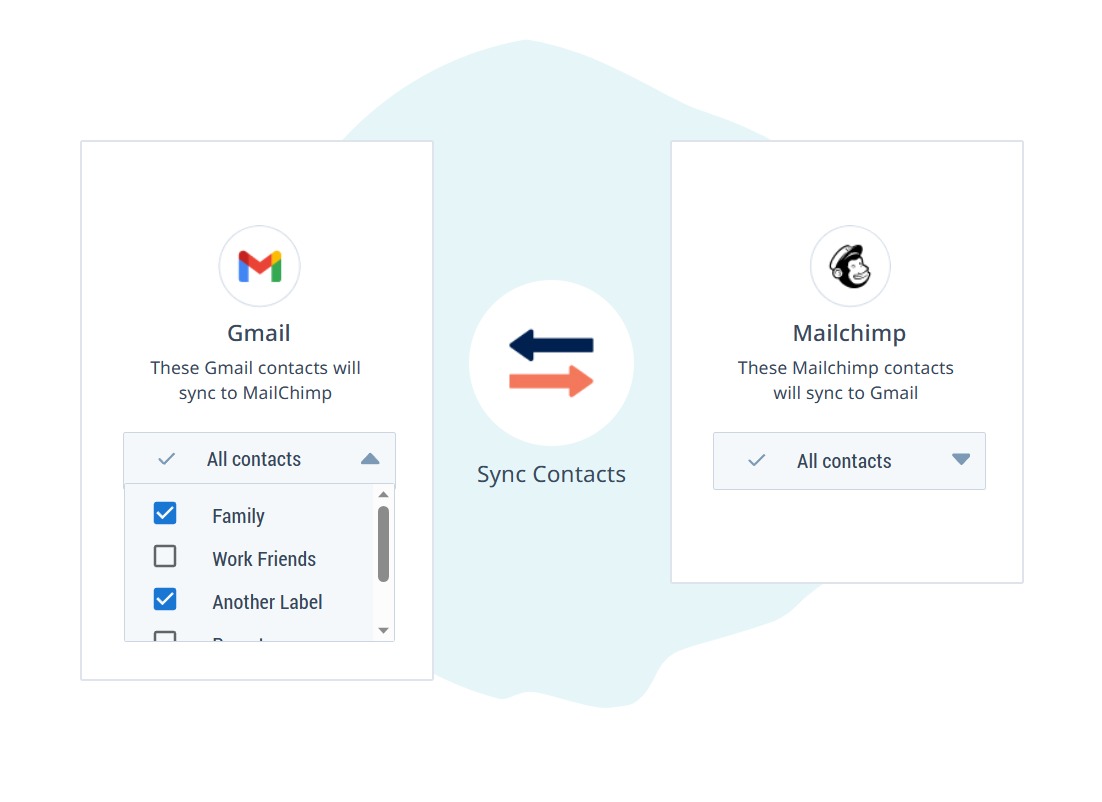 Gmail
These Gmail contacts will
sync to MailChimp
All contacts
Family
Work Friends
Another Label
Sync Contacts
Mailchimp
These Mailchimp contacts
will sync to Gmail
All contacts